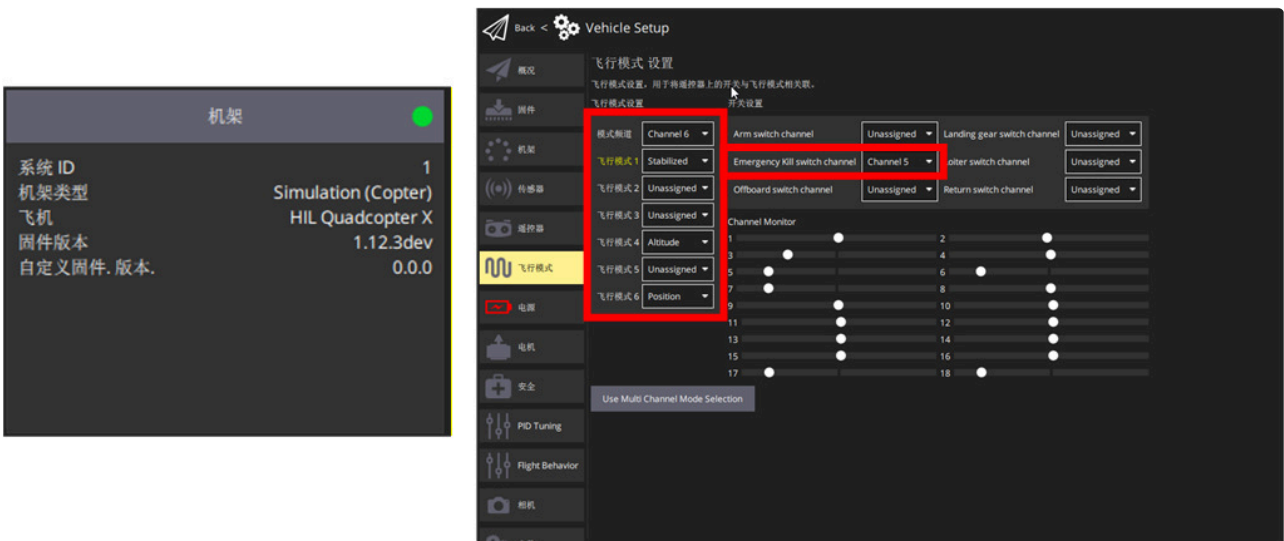 机架
系统 ID 1
机架类型 Simulation (Copter)
飞机 HIL Quadcopter X
固件版本 1.12.3dev
自定义固件. 版本. 0.0.0
Back < Vehicle Setup
概况
固件
机架
传感器
遥控器
飞行模式
电源
电机
安全
PID Tuning
Flight Behavior
相机
飞行模式 设置
飞行模式设置，用于将遥控器上的开关与飞行模式相关联。
飞行模式设置 开关设置
模式频道 Channel 6 Arm switch channel Unassigned Landing gear switch channel Unassigned
飞行模式 1 Stabilized Emergency Kill switch channel Channel 5 Loiter switch channel Unassigned
飞行模式 2 Unassigned Offboard switch channel Unassigned Return switch channel Unassigned
飞行模式 3 Unassigned
飞行模式 4 Altitude
飞行模式 5 Unassigned
飞行模式 6 Position
Channel Monitor
1 2
3 4
5 6
7 8
9 10
11 12
13 14
15 16
17 18
Use Multi Channel Mode Selection